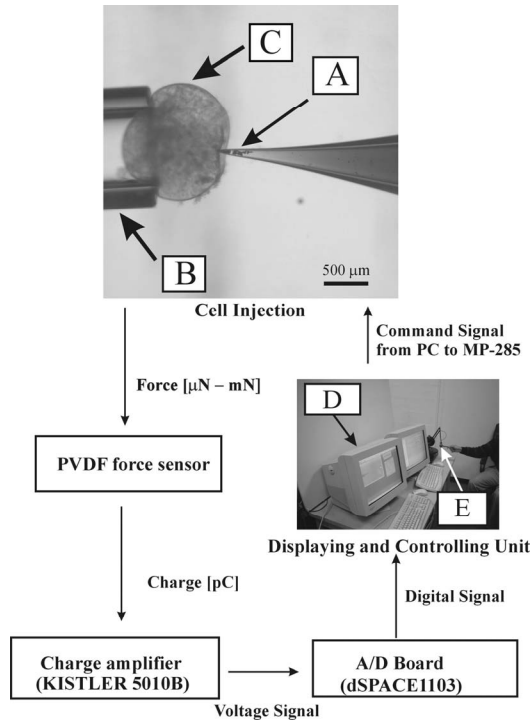 C
A
B
500 μm
Cell Injection
Command Signal
from PC to MP-285
Force [μN – mN]
D
PVDF force sensor
E
Displaying and Controlling Unit
Charge [pC]
Digital Signal
Charge amplifier
(KISTLER 5010B)
A/D Board
(dSPACE1103)
Voltage Signal